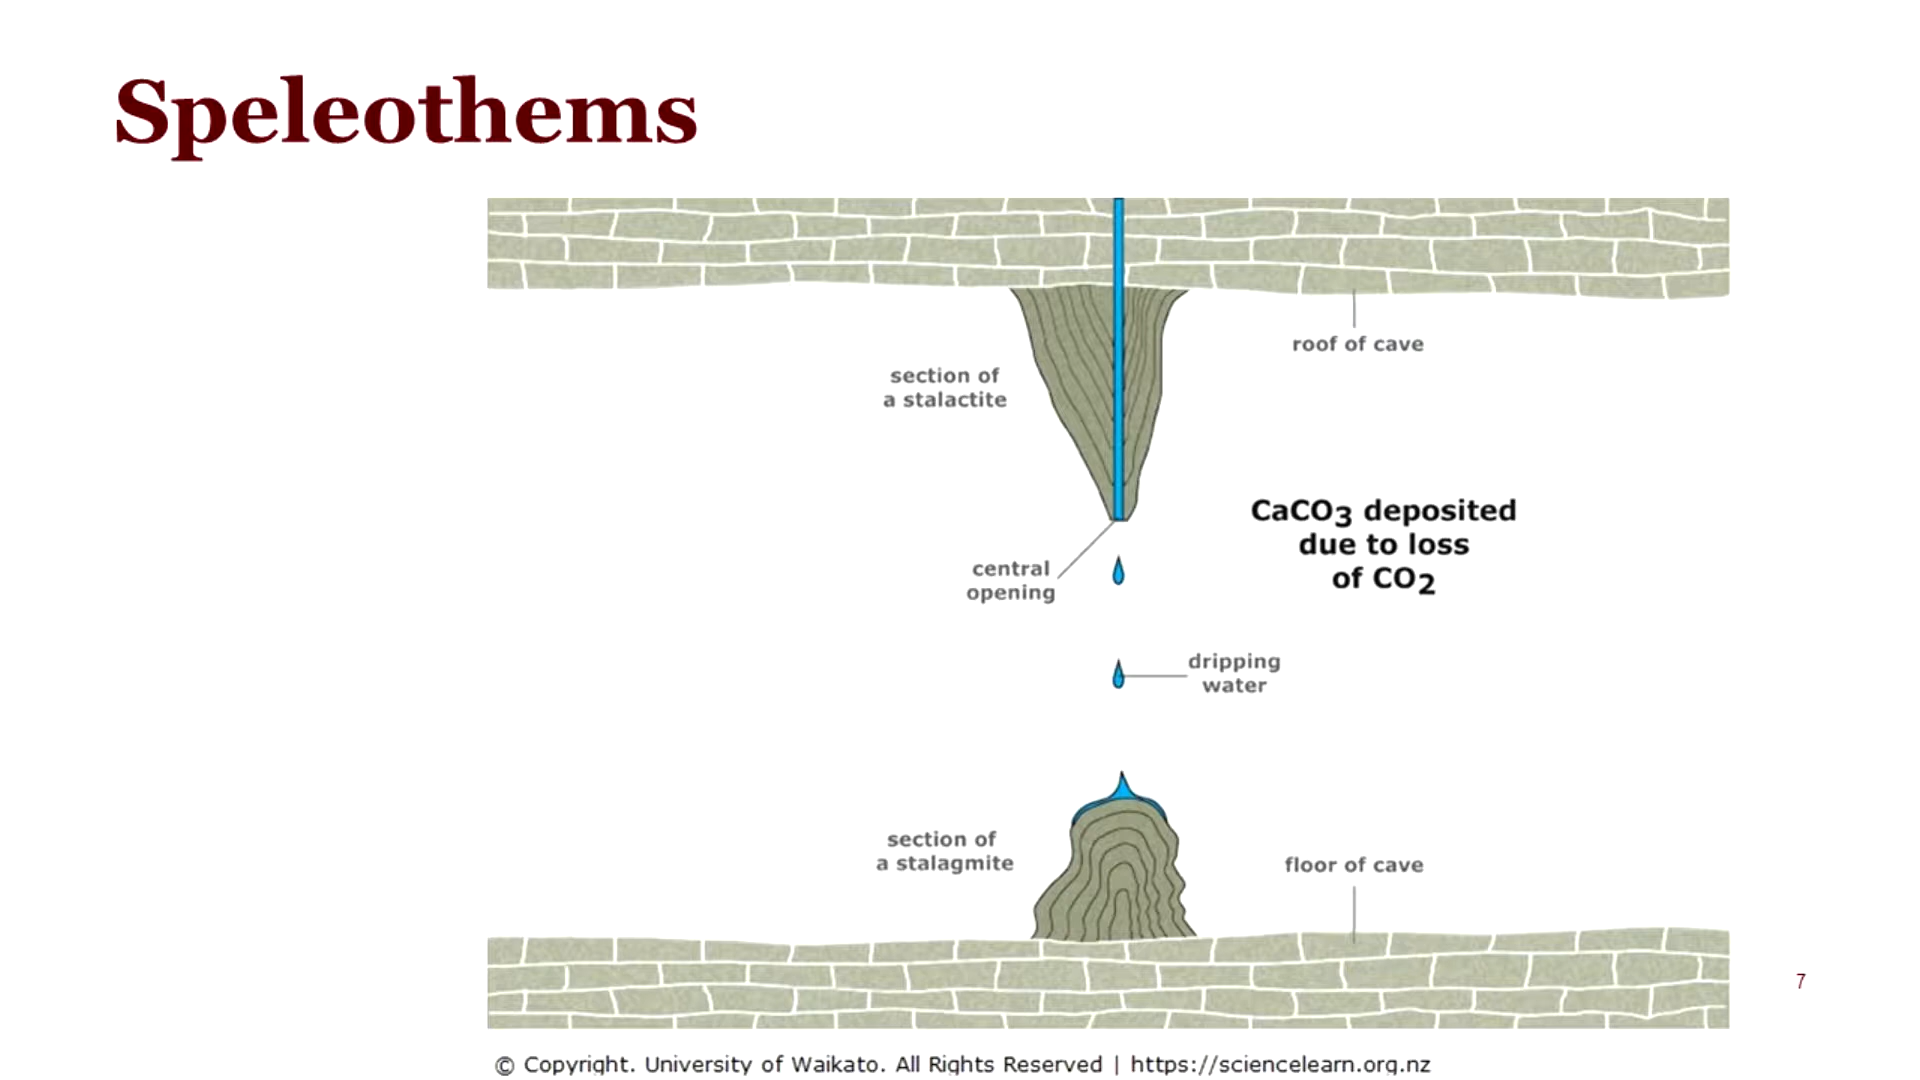 Speleothems
roof of cave
section of
a stalactite
CaCO3 deposited
due to loss
of CO2
central
opening
dripping
water
section of
a stalagmite
floor of cave
7
© Copyright. University of Waikato. All Rights Reserved | https://sciencelearn.org.nz